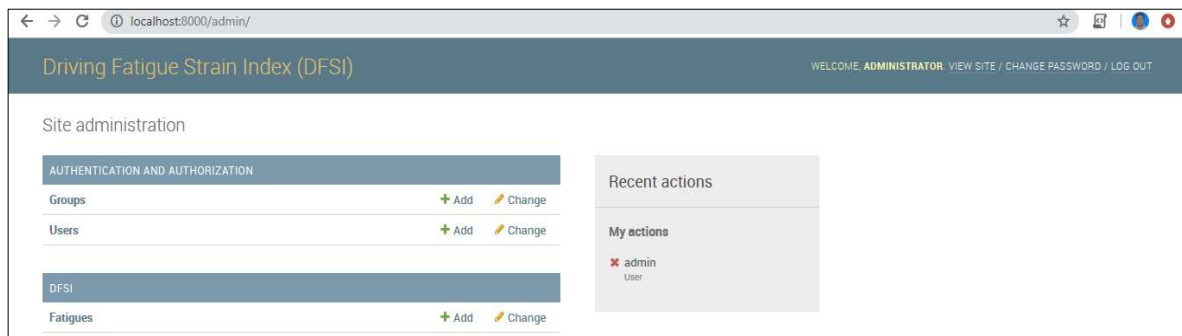 localhost:8000/admin/
Driving Fatigue Strain Index (DFSI)
WELCOME, ADMINISTRATOR. VIEW SITE / CHANGE PASSWORD / LOG OUT
Site administration
AUTHENTICATION AND AUTHORIZATION
Groups Add Change
Users Add Change
DFSI
Fatigues Add Change
Recent actions
My actions
admin
User